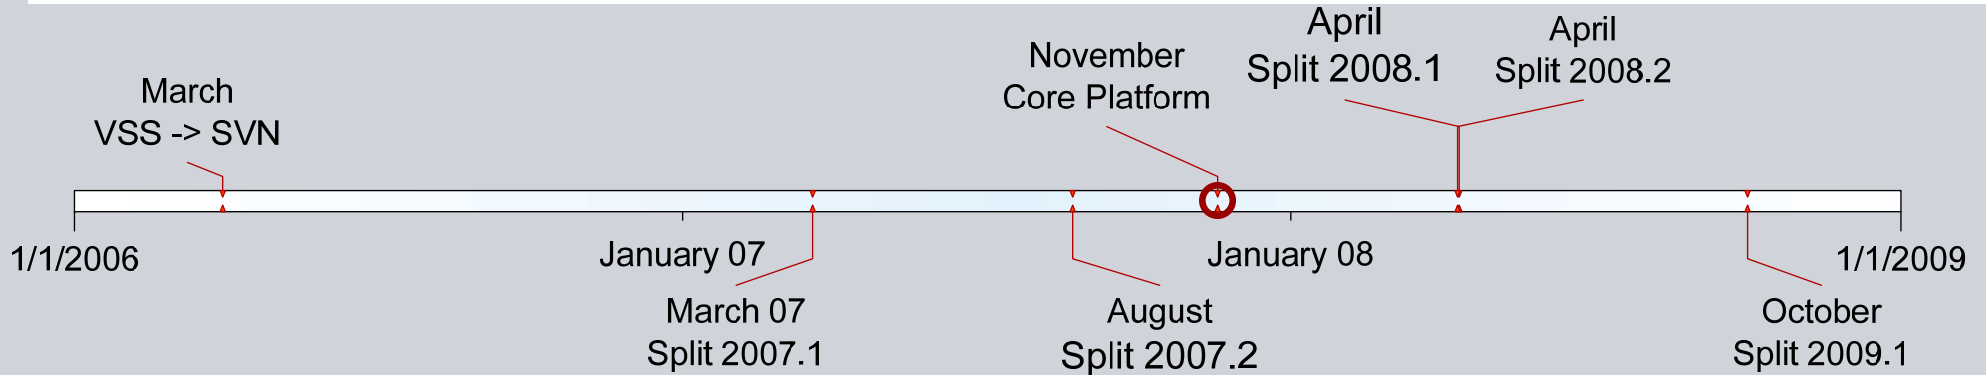 March
VSS -> SVN
November
Core Platform
April
Split 2008.1
April
Split 2008.2
1/1/2006
January 07
January 08
1/1/2009
March 07
Split 2007.1
August
Split 2007.2
October
Split 2009.1